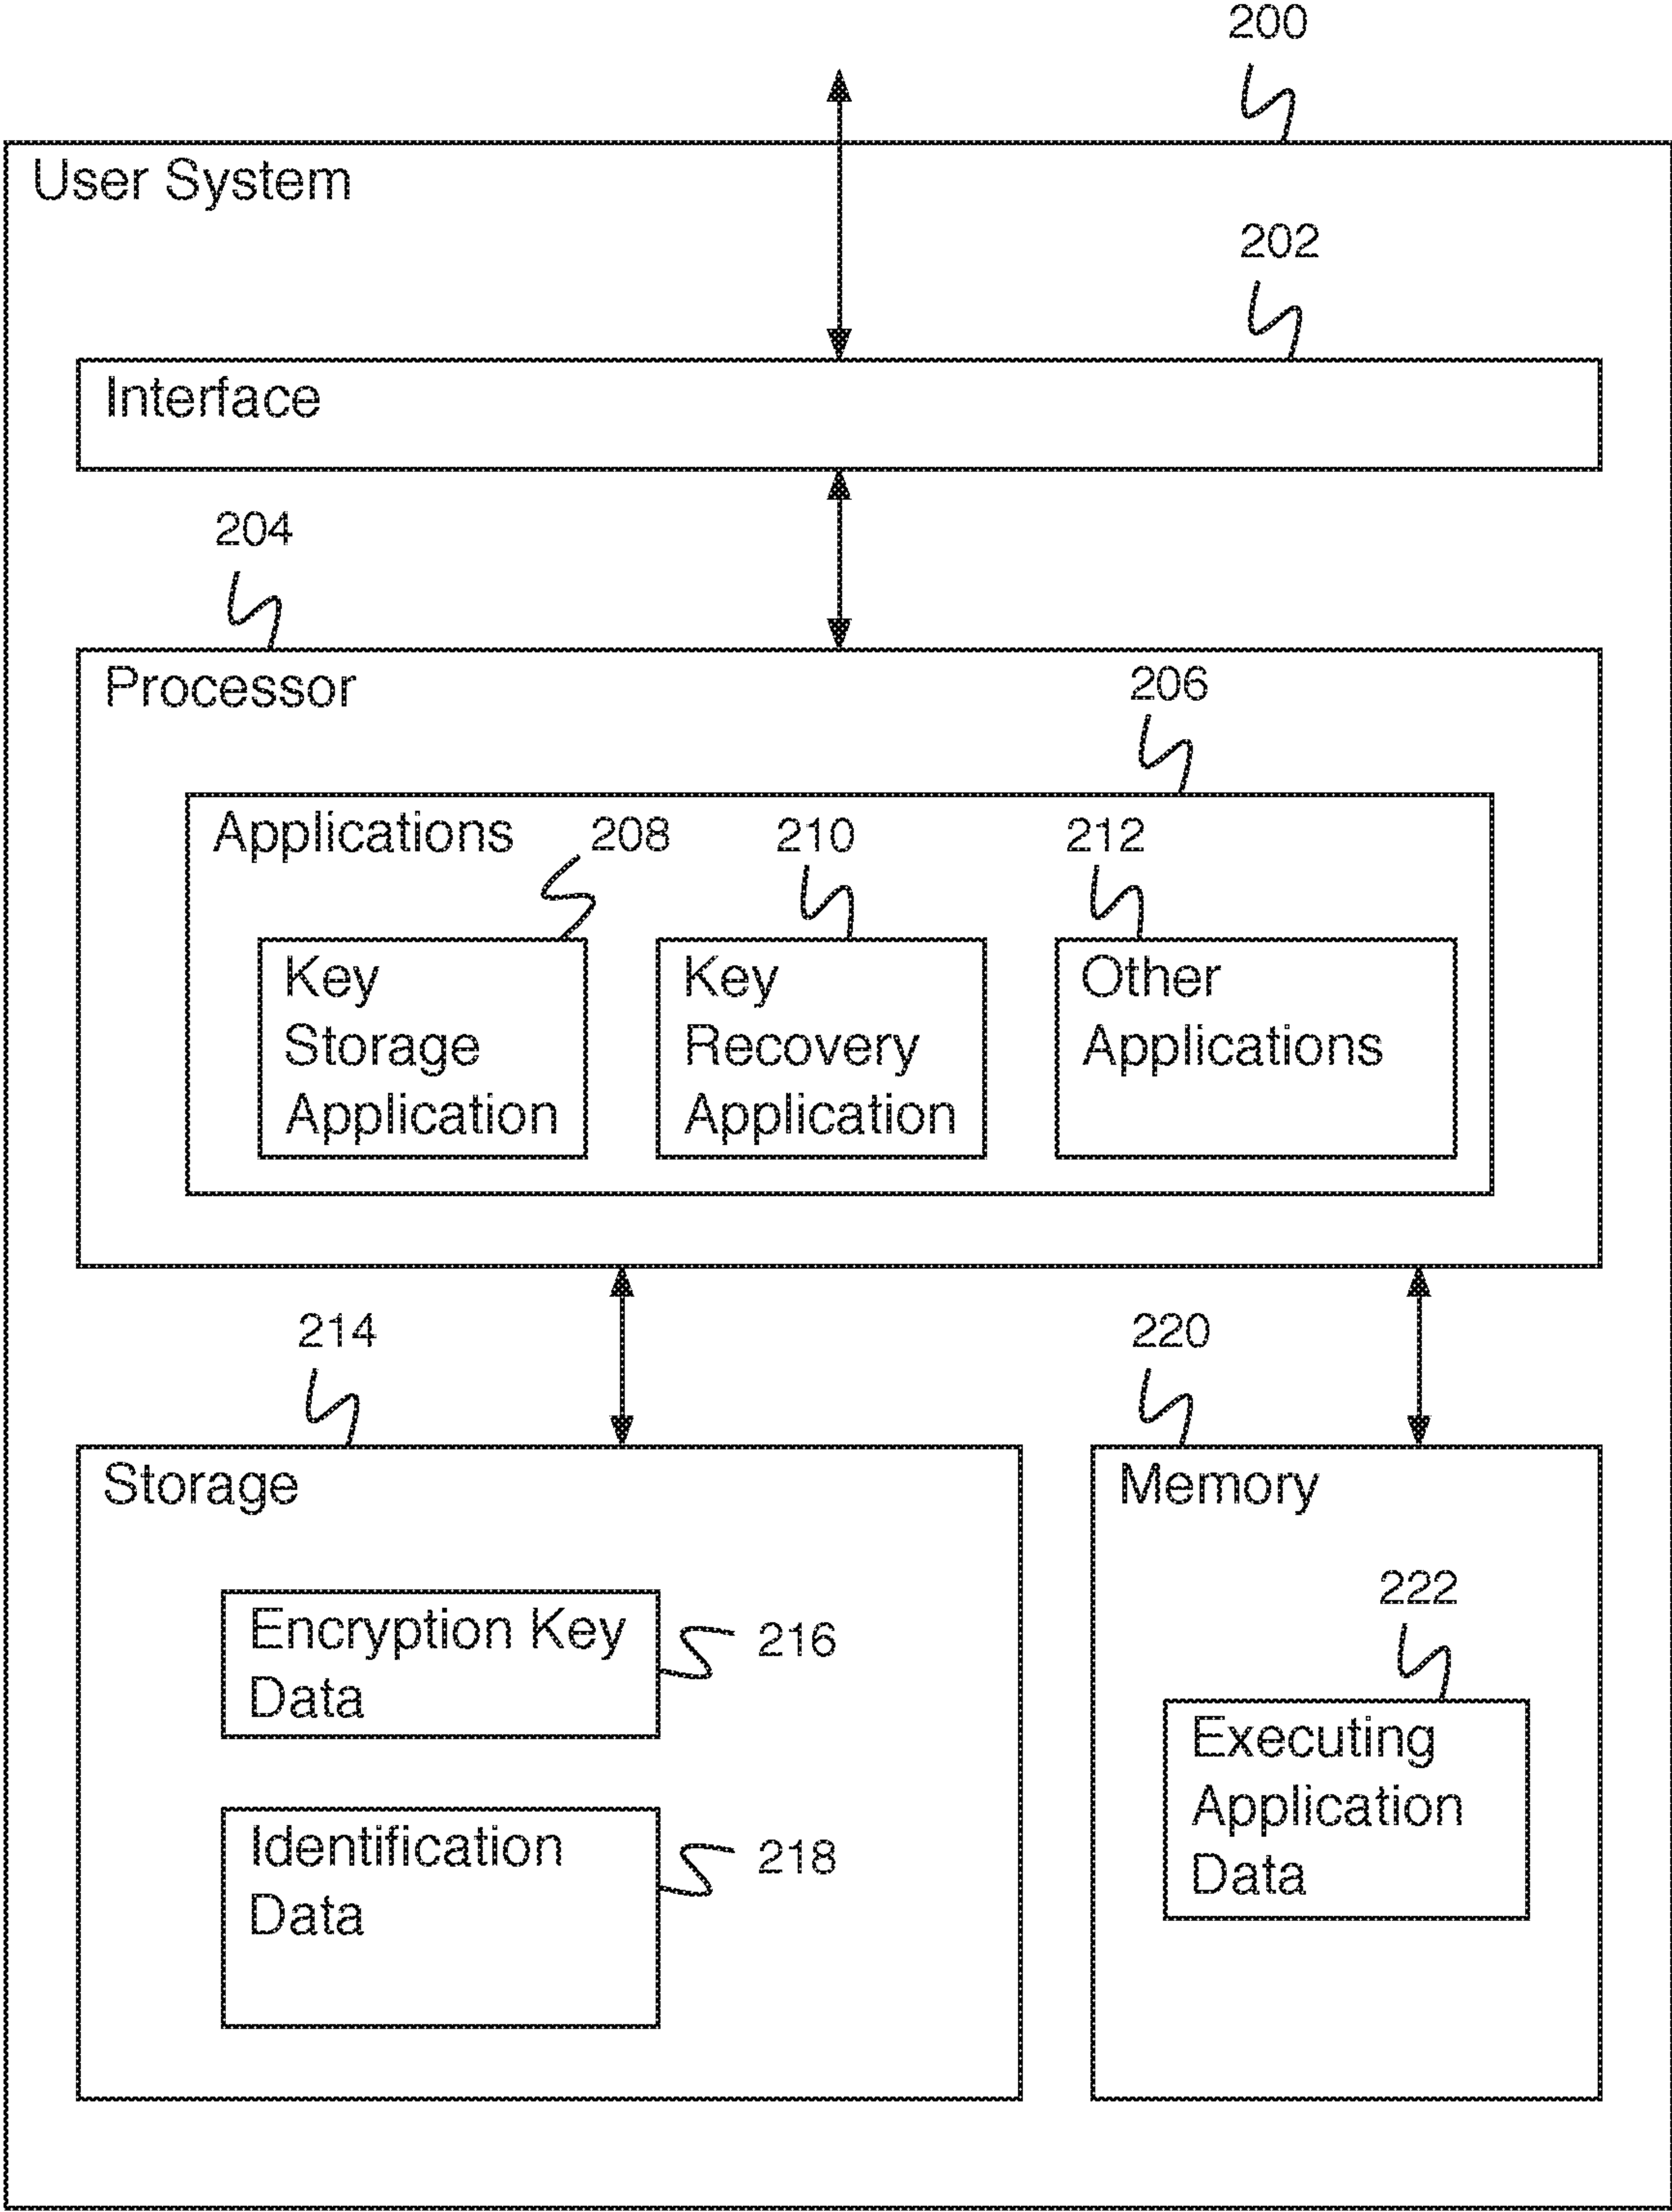 200
User System
202
Interface
204
Processor
206
Applications
208
210
212
Key
Storage
Application
Key
Recovery
Application
Other
Applications
214
220
Storage
Memory
Encryption Key
Data
216
Identification
Data
218
222
Executing
Application
Data